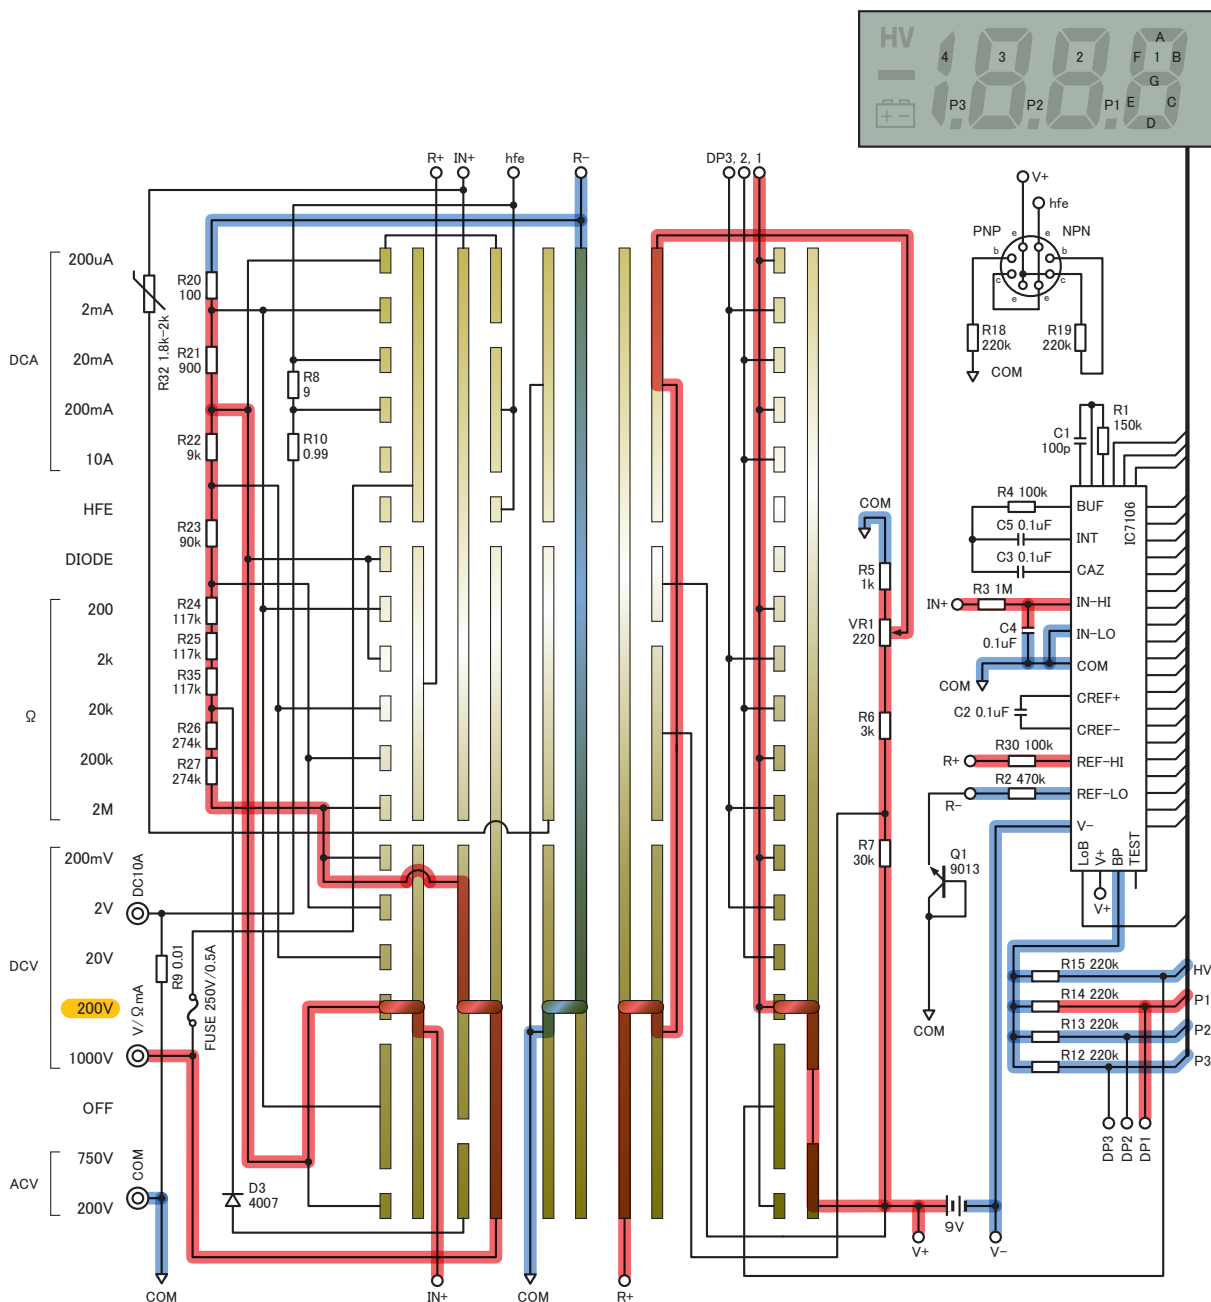 HV
A
4
3
2
F
1
B
G
P3
P2
P1
E
C
D
R+
IN+
hfe
R-
DP3, 2, 1
V+
hfe
PNP
NPN
e
e
b
b
c
c
e
e
R18
220k
R19
220k
COM
DCA
200uA
2mA
20mA
200mA
10A
HFE
DIODE
Ω
200
2k
20k
200k
2M
DCV
200mV
2V
20V
200V
1000V
OFF
ACV
750V
200V
R32 1.8k-2k
R20
100
R21
900
R22
9k
R23
90k
R24
117k
R25
117k
R35
117k
R26
274k
R27
274k
R8
9
R10
0.99
DC10A
R9 0.01
V/ΩmA
FUSE 250V/0.5A
COM
D3
4007
COM
IN+
COM
R+
COM
R5
1k
VR1
220
R6
3k
R7
30k
9V
V+
V-
R1
150k
C1
100p
IC7106
R4 100k
BUF
C5 0.1uF
INT
C3 0.1uF
CAZ
IN+
R3 1M
IN-HI
C4
0.1uF
IN-LO
COM
COM
CREF+
C2 0.1uF
CREF-
R+
R30 100k
REF-HI
R-
R2 470k
REF-LO
V-
LoB
V+
BP
TEST
V+
Q1
9013
COM
R15 220k
HV
R14 220k
P1
R13 220k
P2
R12 220k
P3
DP3
DP2
DP1